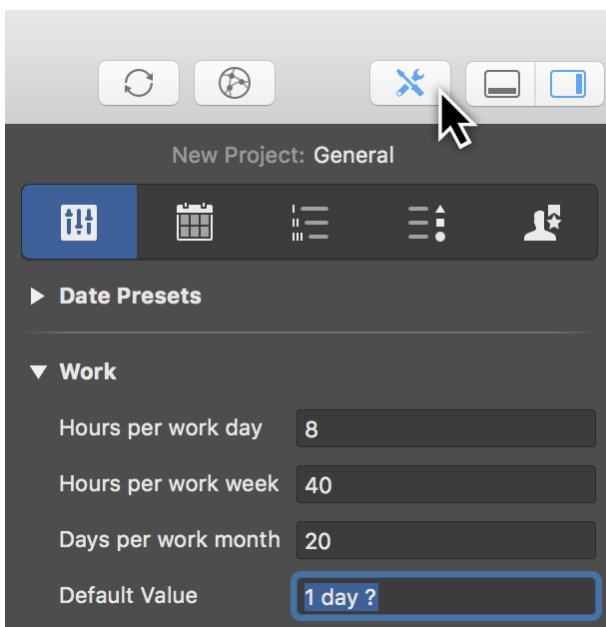 New Project: General
Date Presets
Work
Hours per work day 8
Hours per work week 40
Days per work month 20
Default Value 1 day ?